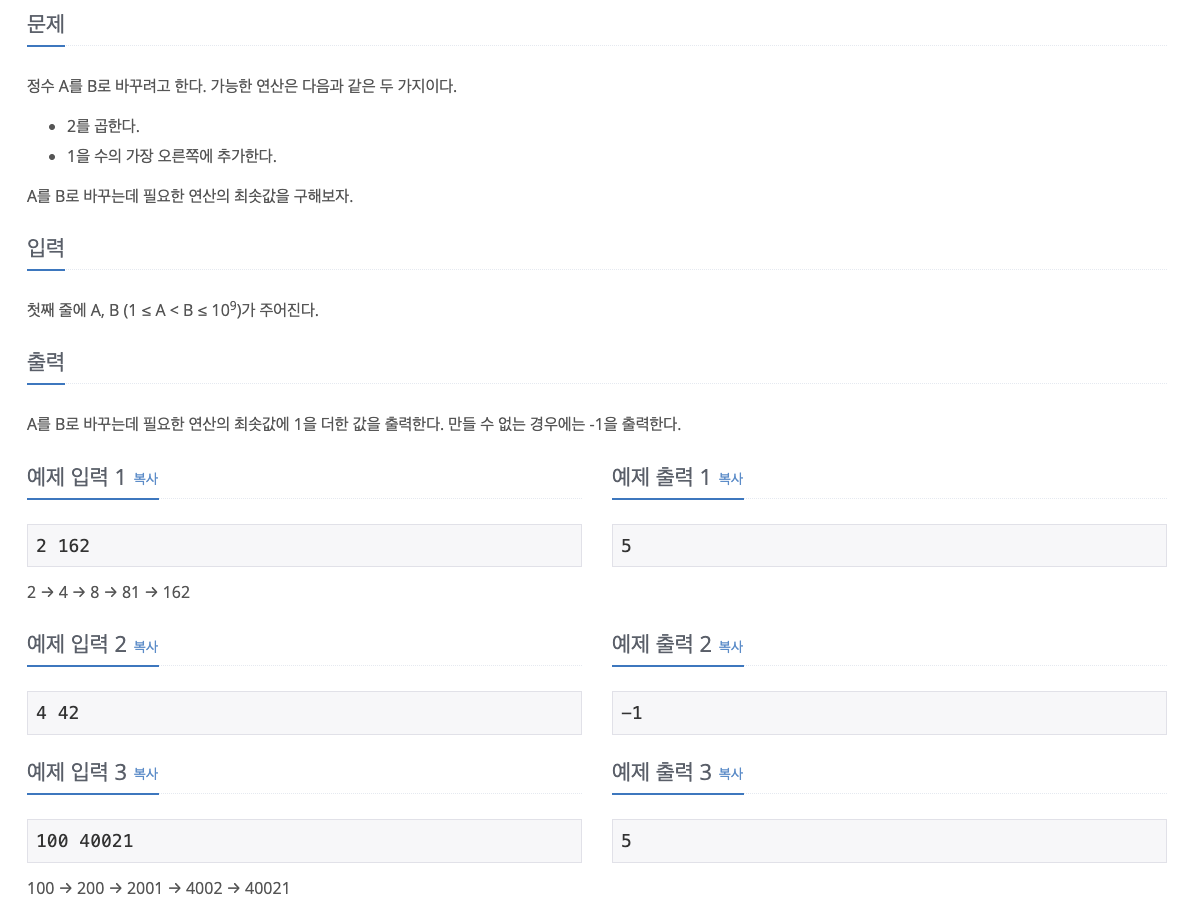 문제
정수 A를 B로 바꾸려고 한다. 가능한 연산은 다음과 같은 두 가지이다.
• 2를 곱한다.
• 1을 수의 가장 오른쪽에 추가한다.
A를 B로 바꾸는데 필요한 연산의 최솟값을 구해보자.
입력
첫째 줄에 A, B (1 ≤ A < B ≤ 10⁹)가 주어진다.
출력
A를 B로 바꾸는데 필요한 연산의 최솟값에 1을 더한 값을 출력한다. 만들 수 없는 경우에는 -1을 출력한다.
예제 입력 1 복사
2 162
2 → 4 → 8 → 81 → 162
예제 출력 1 복사
5
예제 입력 2 복사
4 42
예제 출력 2 복사
-1
예제 입력 3 복사
100 40021
100 → 200 → 2001 → 4002 → 40021
예제 출력 3 복사
5